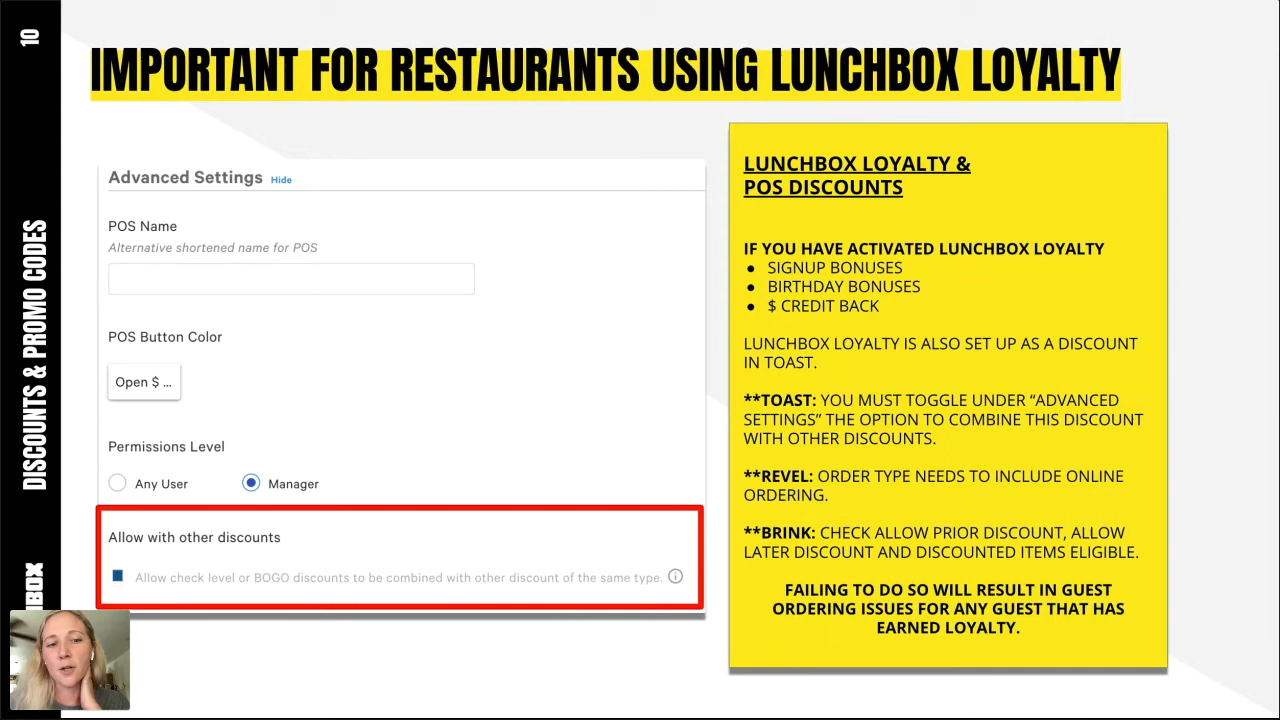 10
DISCOUNTS & PROMO CODES
IMPORTANT FOR RESTAURANTS USING LUNCHBOX LOYALTY
Advanced Settings Hide
POS Name
Alternative shortened name for POS
POS Button Color
Open $ ...
Permissions Level
Any User Manager
Allow with other discounts
Allow check level or BOGO discounts to be combined with other discount of the same type.
LUNCHBOX LOYALTY &
POS DISCOUNTS
IF YOU HAVE ACTIVATED LUNCHBOX LOYALTY
● SIGNUP BONUSES
● BIRTHDAY BONUSES
● $ CREDIT BACK
LUNCHBOX LOYALTY IS ALSO SET UP AS A DISCOUNT
IN TOAST.
**TOAST: YOU MUST TOGGLE UNDER “ADVANCED
SETTINGS” THE OPTION TO COMBINE THIS DISCOUNT
WITH OTHER DISCOUNTS.
**REVEL: ORDER TYPE NEEDS TO INCLUDE ONLINE
ORDERING.
**BRINK: CHECK ALLOW PRIOR DISCOUNT, ALLOW
LATER DISCOUNT AND DISCOUNTED ITEMS ELIGIBLE.
FAILING TO DO SO WILL RESULT IN GUEST
ORDERING ISSUES FOR ANY GUEST THAT HAS
EARNED LOYALTY.